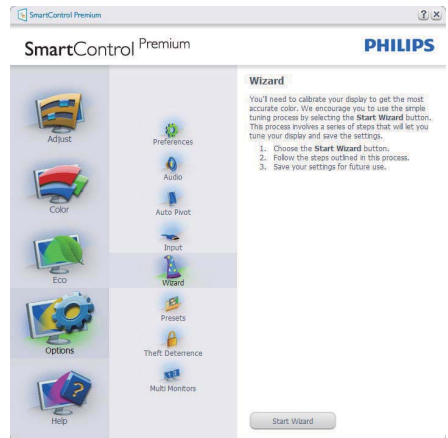 SmartControl Premium
SmartControl Premium
PHILIPS
Adjust
Color
Eco
Options
Help
Preferences
Audio
Auto Pivot
Input
Wizard
Presets
Theft Deterrence
Multi Monitors
Wizard
You'll need to calibrate your display to get the most
accurate color. We encourage you to use the simple
tuning process by selecting the Start Wizard button.
This process involves a series of steps that will let you
tune your display and save the settings.
1. Choose the Start Wizard button.
2. Follow the steps outlined in this process.
3. Save your settings for future use.
Start Wizard